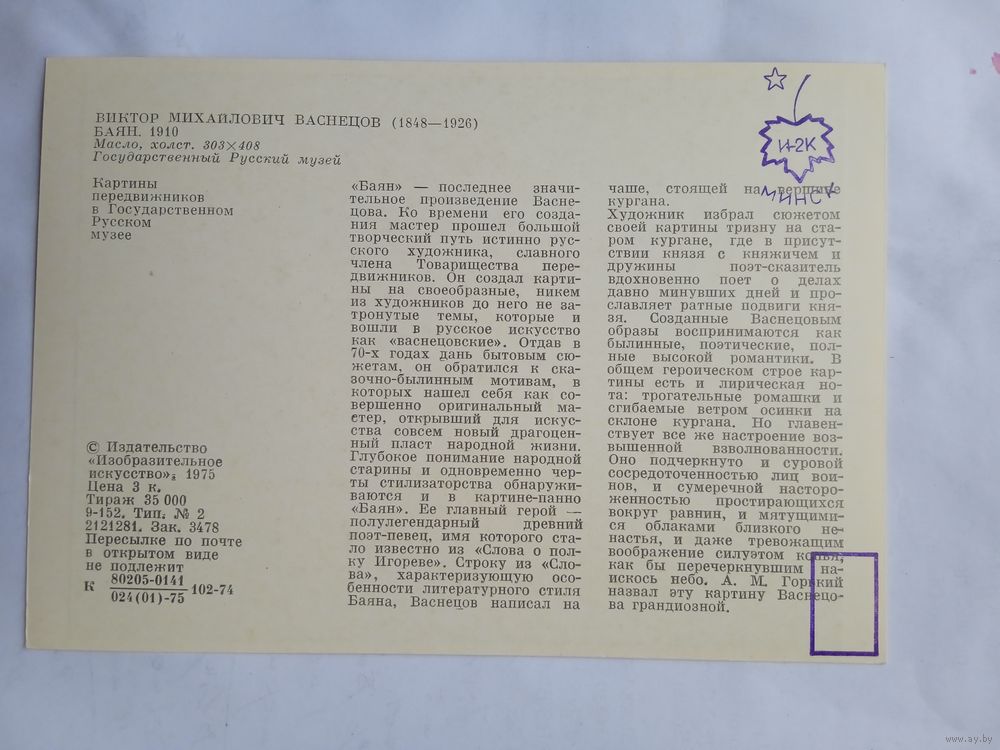 ВИКТОР МИХАЙЛОВИЧ ВАСНЕЦОВ (1848—1926)
БАЯН. 1910
Масло, холст. 303×408
Государственный Русский музей
Картины
передвижников
в Государственном
Русском
музее
© Издательство
«Изобразительное
искусство», 1975
Цена 3 к.
Тираж 35 000
9-152. Тип. № 2
2121281. Зак. 3478
Пересылке по почте
в открытом виде
не подлежит
К 80205-0141
024(01)-75 102-74
«Баян» — последнее значи-
тельное произведение Васне-
цова. Ко времени его созда-
ния мастер прошел большой
творческий путь истинно рус-
ского художника, славного
члена Товарищества пере-
движников. Он создал карти-
ны на своеобразные, никем
из художников до него не за-
тронутые темы, которые и
вошли в русское искусство
как «васнецовские». Отдав в
70-х годах дань бытовым сю-
жетам, он обратился к ска-
зочно-былинным мотивам, в
которых нашел себя как со-
вершенно оригинальный ма-
стер, открывший для искус-
ства совсем новый драгоцен-
ный пласт народной жизни.
Глубокое понимание народной
старины и одновременно чер-
ты стилизаторства обнаружи-
ваются и в картине-панно
«Баян». Ее главный герой —
полулегендарный древний
поэт-певец, имя которого ста-
ло известно из «Слова о пол-
ку Игореве». Строку из «Сло-
ва», характеризующую осо-
бенности литературного стиля
Баяна, Васнецов написал на
чаше, стоящей на вершине
кургана.
Художник избрал сюжетом
своей картины тризну на ста-
ром кургане, где в присут-
ствии князя с княжичем и
дружины поэт-сказитель
вдохновенно поет о делах
давно минувших дней и про-
славляет ратные подвиги кня-
зя. Созданные Васнецовым
образы воспринимаются как
былинные, поэтические, пол-
ные высокой романтики. В
общем героическом строе кар-
тины есть и лирическая но-
та: трогательные ромашки и
сгибаемые ветром осинки на
склоне кургана. Но главен-
ствует все же настроение воз-
вышенной взволнованности.
Оно подчеркнуто и суровой
сосредоточенностью лиц вои-
нов, и сумеречной насторо-
женностью простирающихся
вокруг равнин, и мятущими-
ся облаками близкого не-
настья, и даже тревожащим
воображение силуэтом копья,
как бы перечеркнувшим на-
искось небо. А. М. Горький
назвал эту картину Васнецо-
ва грандиозной.
И-2К
МИНСК
www.ay.by